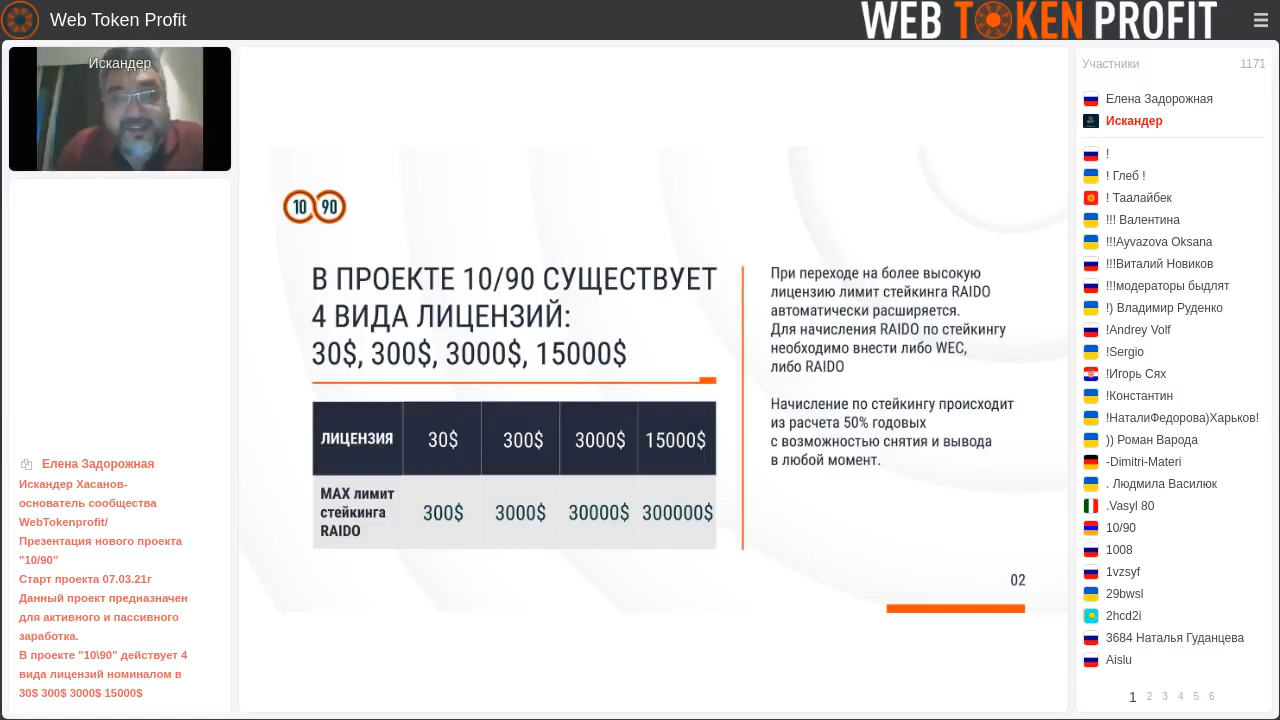 Web Token Profit
WEB TOKEN PROFIT
Искандер
Елена Задорожная
Искандер Хасанов-
основатель сообщества
WebTokenprofit/
Презентация нового проекта
"10/90"
Старт проекта 07.03.21г
Данный проект предназначен
для активного и пассивного
заработка.
В проекте "10\90" действует 4
вида лицензий номиналом в
30$ 300$ 3000$ 15000$
10 90
В ПРОЕКТЕ 10/90 СУЩЕСТВУЕТ
4 ВИДА ЛИЦЕНЗИЙ:
30$, 300$, 3000$, 15000$
ЛИЦЕНЗИЯ 30$ 300$ 3000$ 15000$
MAX лимит
стейкинга
RAIDO
300$ 3000$ 30000$ 300000$
При переходе на более высокую
лицензию лимит стейкинга RAIDO
автоматически расширяется.
Для начисления RAIDO по стейкингу
необходимо внести либо WEC,
либо RAIDO
Начисление по стейкингу происходит
из расчета 50% годовых
с возможностью снятия и вывода
в любой момент.
02
Участники 1171
Елена Задорожная
Искандер
!
! Глеб !
! Таалайбек
!!! Валентина
!!!Ayvazova Oksana
!!!Виталий Новиков
!!!модераторы быдлят
!) Владимир Руденко
!Andrey Volf
!Sergio
!Игорь Сях
!Константин
!НаталиФедорова)Харьков!
)) Роман Варода
-Dimitri-Materi
. Людмила Василюк
.Vasyl 80
10/90
1008
1vzsyf
29bwsl
2hcd2i
3684 Наталья Гуданцева
Aislu
1 2 3 4 5 6